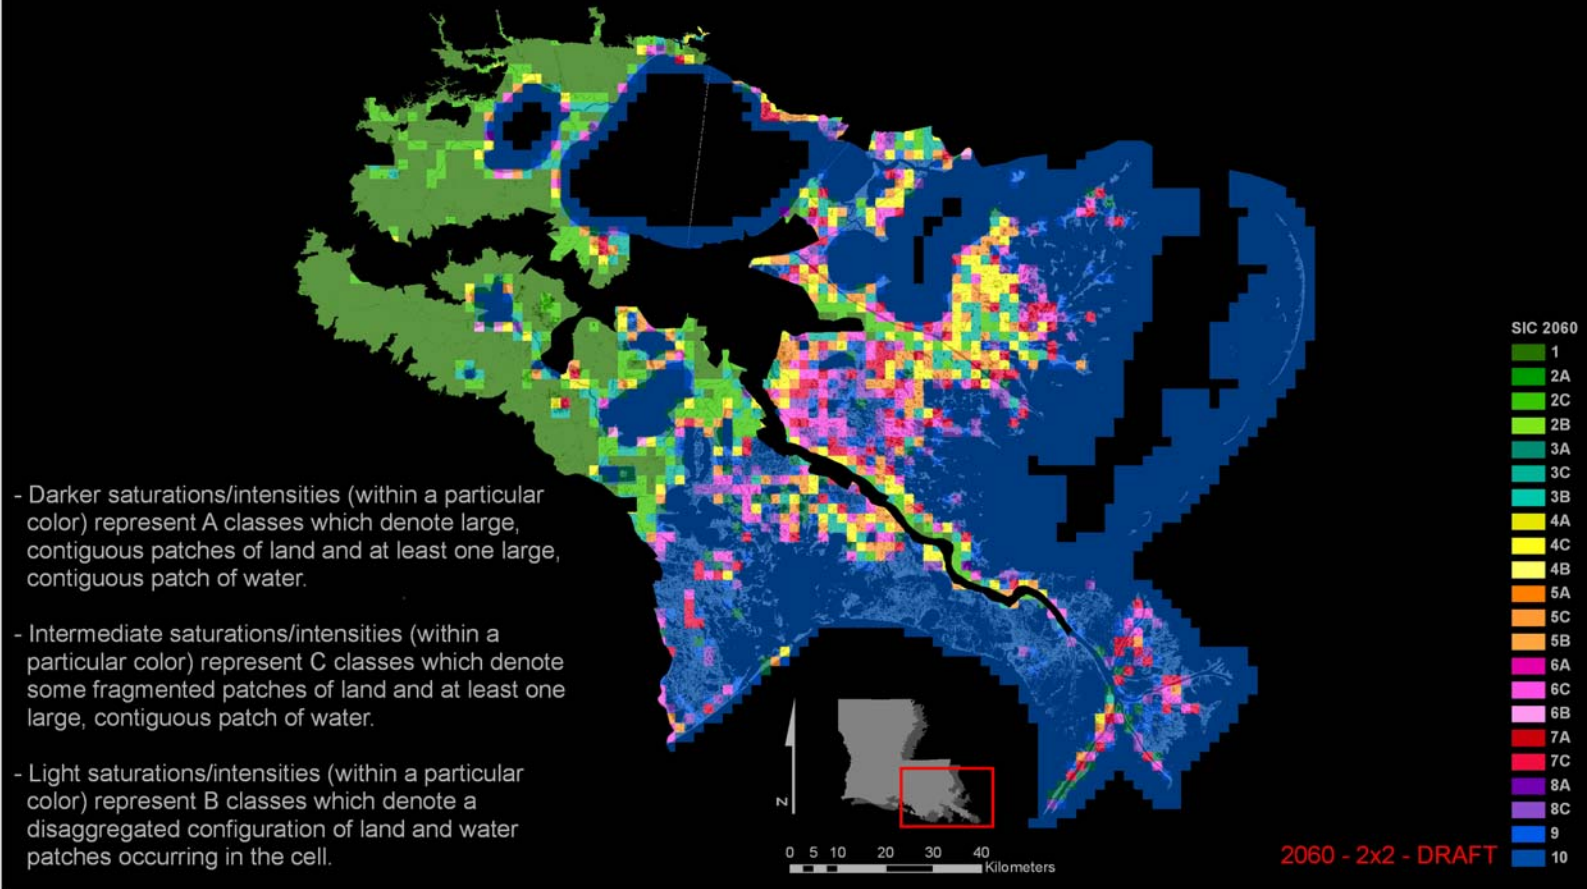 - Darker saturations/intensities (within a particular
color) represent A classes which denote large,
contiguous patches of land and at least one large,
contiguous patch of water.
- Intermediate saturations/intensities (within a
particular color) represent C classes which denote
some fragmented patches of land and at least one
large, contiguous patch of water.
- Light saturations/intensities (within a particular
color) represent B classes which denote a
disaggregated configuration of land and water
patches occurring in the cell.
N
0 5 10 20 30 40
Kilometers
SIC 2060
1
2A
2C
2B
3A
3C
3B
4A
4C
4B
5A
5C
5B
6A
6C
6B
7A
7C
8A
8C
9
10
2060 - 2x2 - DRAFT